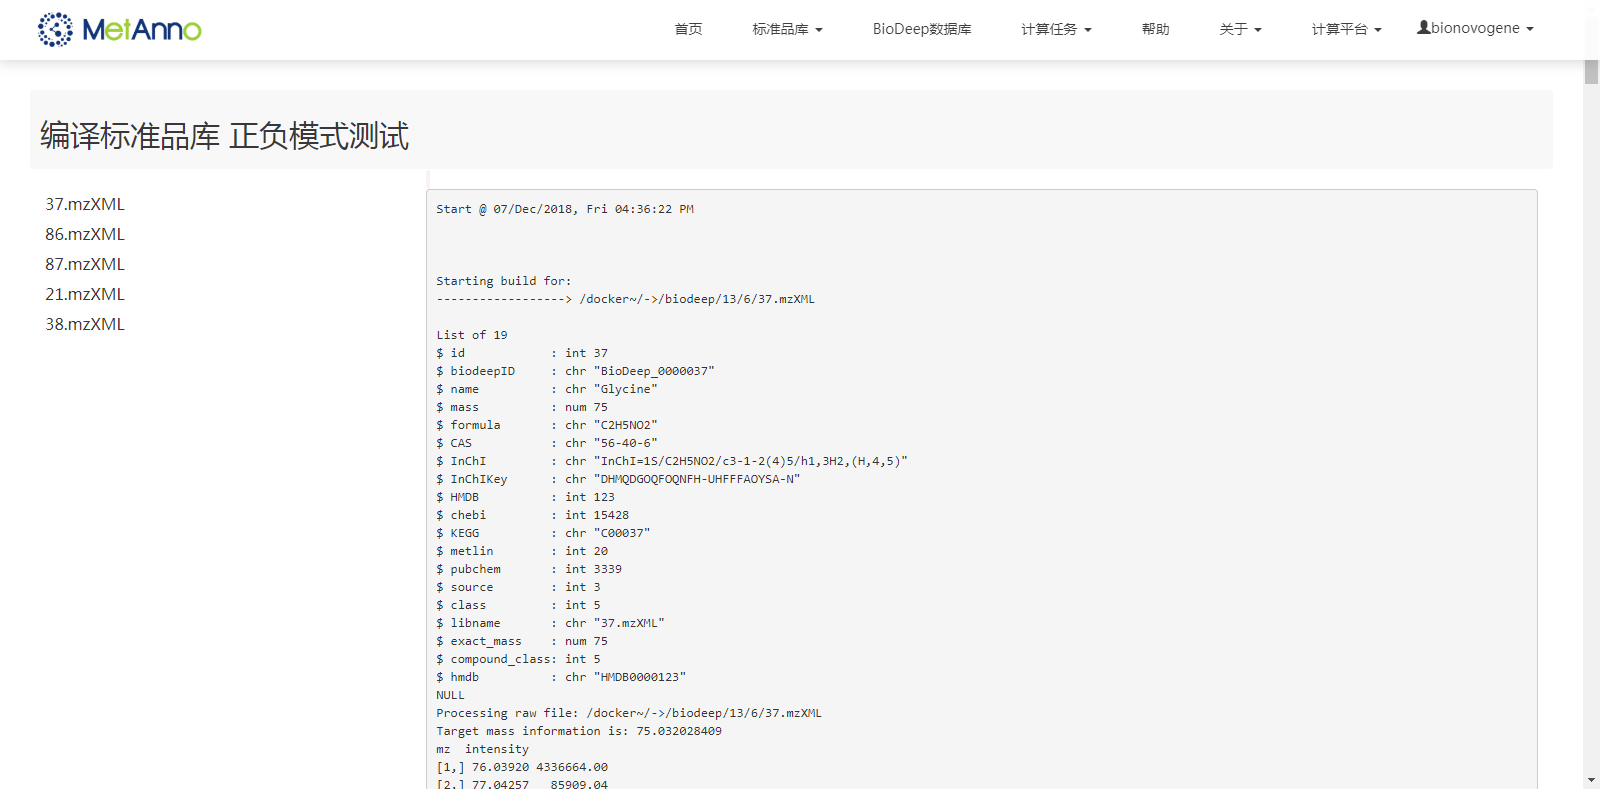 MetAnno
首页 标准品库 BioDeep数据库 计算任务 帮助 关于 计算平台 bionovogene
编译标准品库 正负模式测试
37.mzXML
86.mzXML
87.mzXML
21.mzXML
38.mzXML
Start @ 07/Dec/2018, Fri 04:36:22 PM
Starting build for:
------------------> /docker~/->/biodeep/13/6/37.mzXML
List of 19
$ id            : int 37
$ biodeepID     : chr "BioDeep_0000037"
$ name          : chr "Glycine"
$ mass          : num 75
$ formula       : chr "C2H5NO2"
$ CAS           : chr "56-40-6"
$ InChI         : chr "InChI=1S/C2H5NO2/c3-1-2(4)5/h1,3H2,(H,4,5)"
$ InChIKey      : chr "DHMQDGOQFOQNFH-UHFFFAOYSA-N"
$ HMDB          : int 123
$ chebi         : int 15428
$ KEGG          : chr "C00037"
$ metlin        : int 20
$ pubchem       : int 3339
$ source        : int 3
$ class         : int 5
$ libname       : chr "37.mzXML"
$ exact_mass    : num 75
$ compound_class: int 5
$ hmdb          : chr "HMDB0000123"
NULL
Processing raw file: /docker~/->/biodeep/13/6/37.mzXML
Target mass information is: 75.032028409
mz  intensity
[1,] 76.03920 4336664.00
[2,] 77.04257   85909.04